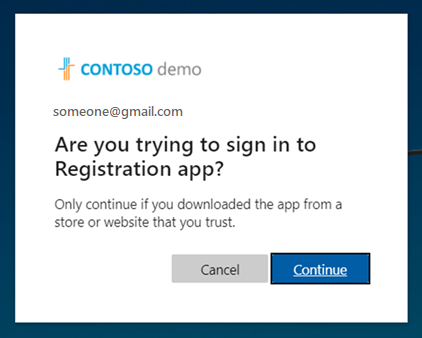 CONTOSO demo
someone@gmail.com
Are you trying to sign in to
Registration app?
Only continue if you downloaded the app from a
store or website that you trust.
Cancel
Continue